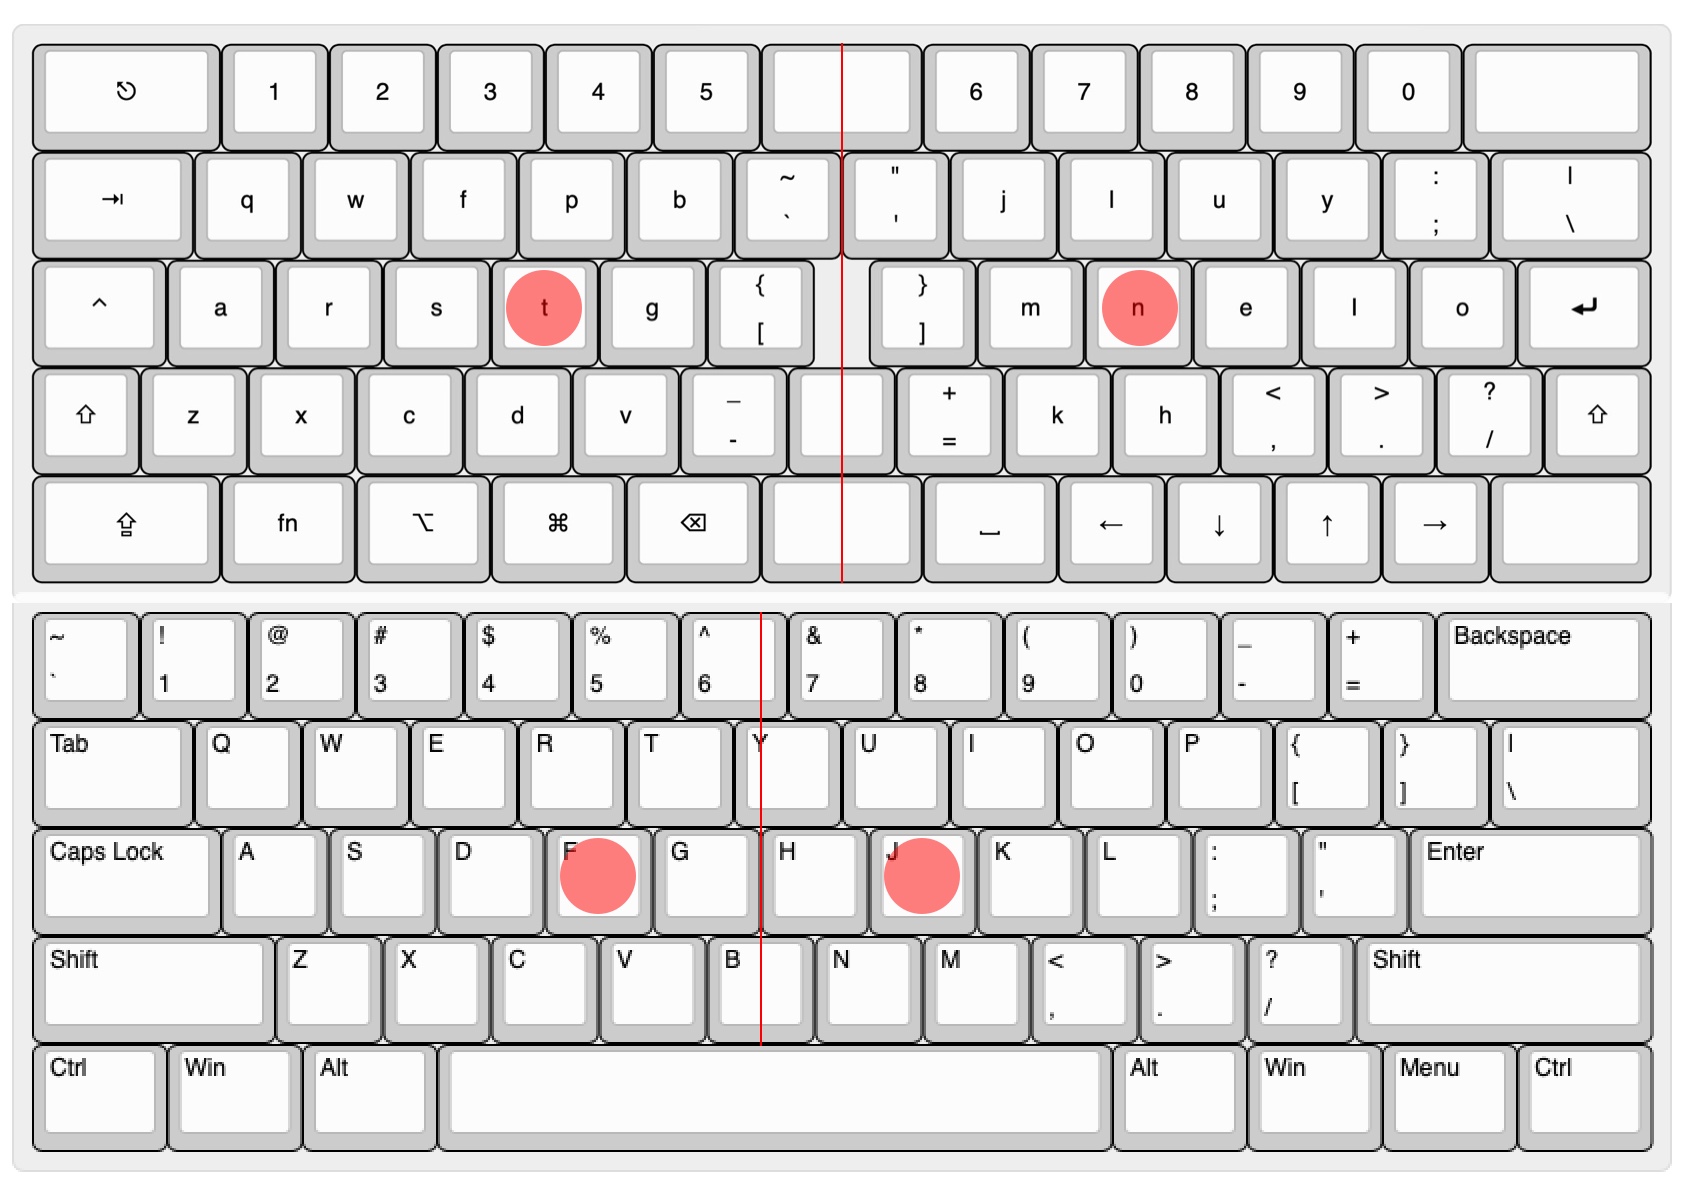 ⎋ 1 2 3 4 5 6 7 8 9 0
⇥ q w f p b ~ ` " ' j l u y : ; | \
^ a r s t g { [ } ] m n e I o ↵
⇧ z x c d v _ - + = k h < , > . ? / ⇧
⇪ fn ⌥ ⌘ ⌫ ⎵ ← ↓ ↑ →
~ ` ! 1 @ 2 # 3 $ 4 % 5 ^ 6 & 7 * 8 ( 9 ) 0 _ - + = Backspace
Tab Q W E R T Y U I O P { [ } ] | \
Caps Lock A S D F G H J K L : ; " ' Enter
Shift Z X C V B N M < , > . ? / Shift
Ctrl Win Alt Alt Win Menu Ctrl